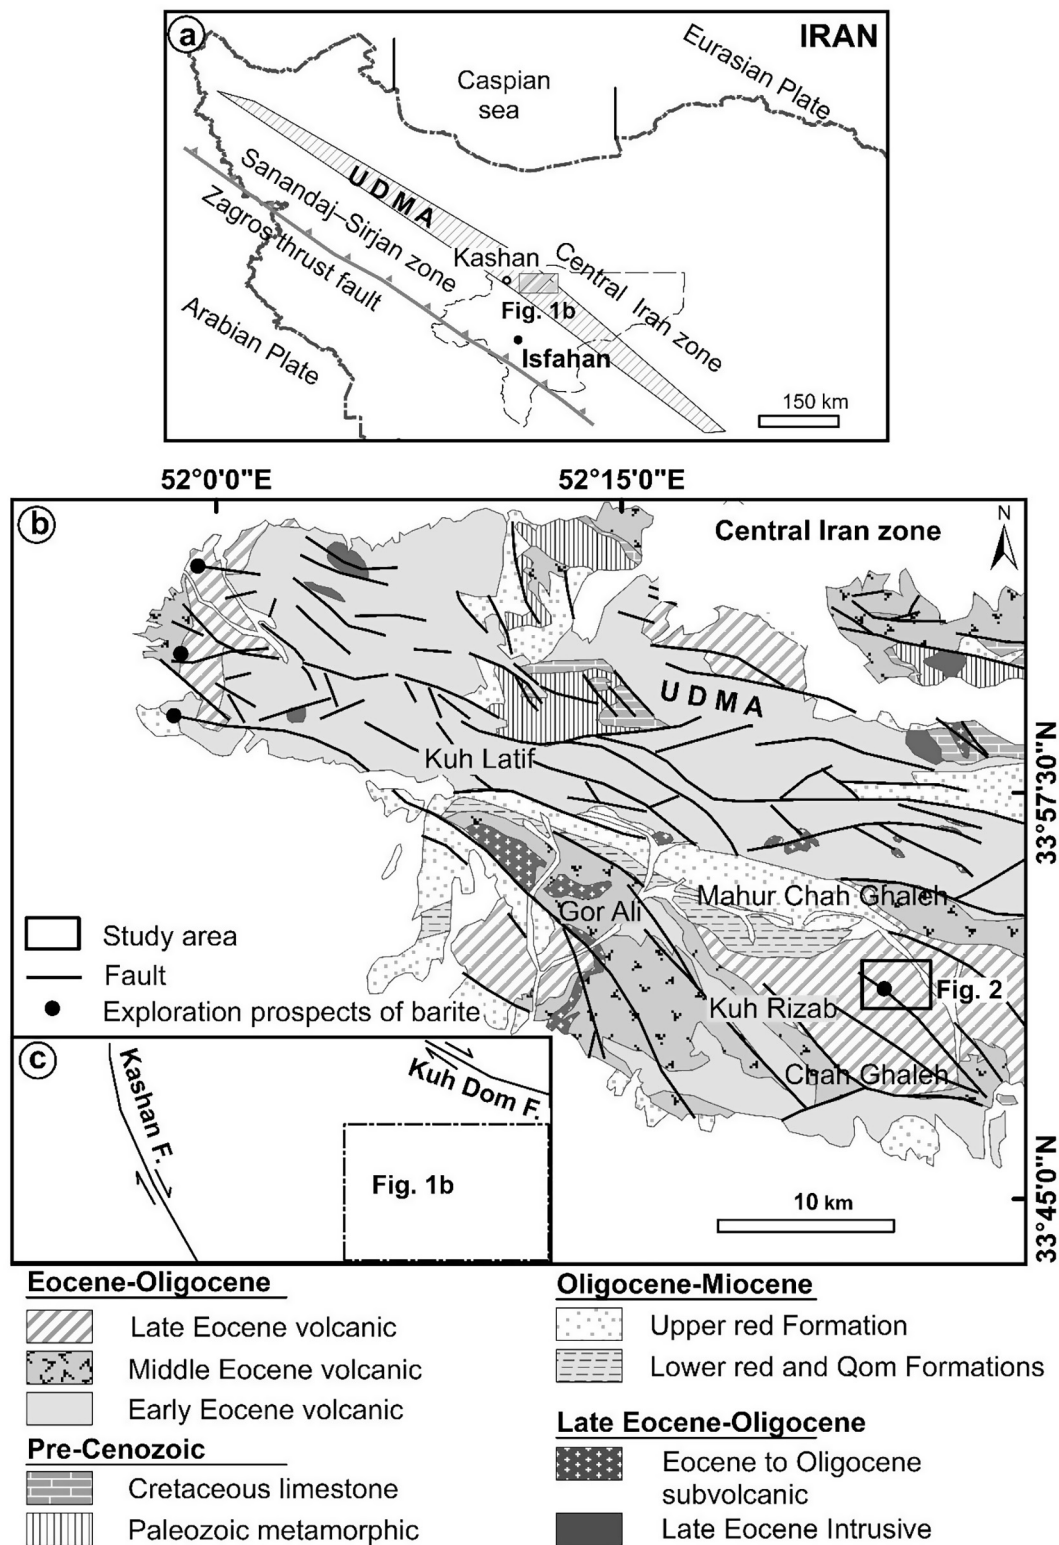 a
IRAN
Eurasian Plate
Caspian
sea
UDMA
Sanandaj–Sirjan zone
Zagros thrust fault
Kashan
Central Iran zone
Fig. 1b
Arabian Plate
Isfahan
150 km
52°0'0"E
52°15'0"E
b
Central Iran zone
N
UDMA
Kuh Latif
33°57'30"N
Mahur Chah Ghaleh
Gor Ali
Study area
Fault
Exploration prospects of barite
Fig. 2
Kuh Rizab
Chah Ghaleh
c
Kashan F.
Kuh Dom F.
Fig. 1b
10 km
33°45'0"N
Eocene-Oligocene
Late Eocene volcanic
Middle Eocene volcanic
Early Eocene volcanic
Pre-Cenozoic
Cretaceous limestone
Paleozoic metamorphic
Oligocene-Miocene
Upper red Formation
Lower red and Qom Formations
Late Eocene-Oligocene
Eocene to Oligocene
subvolcanic
Late Eocene Intrusive